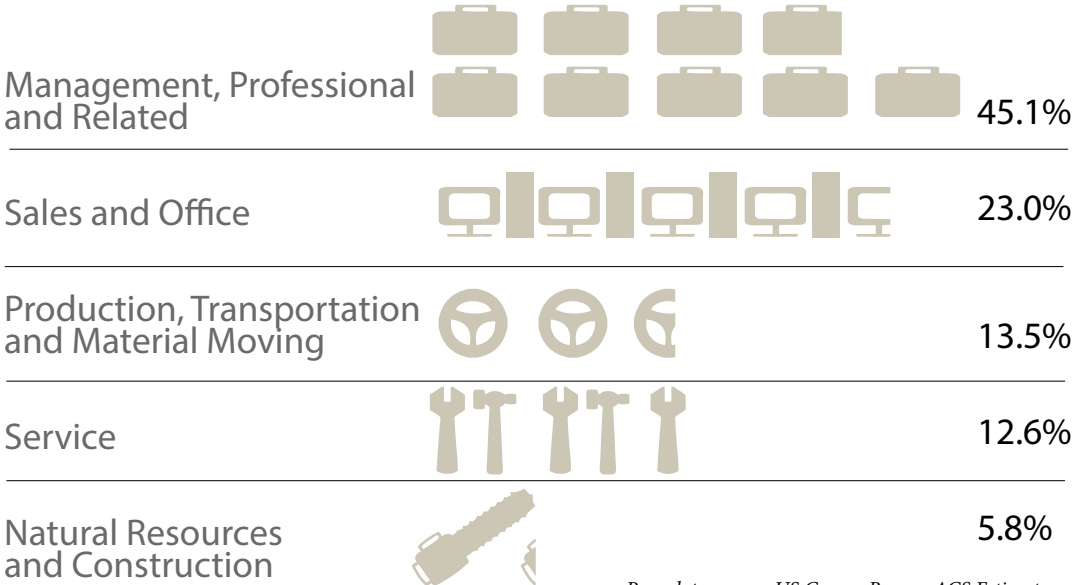 Management, Professional
and Related
45.1%
Sales and Office
23.0%
Production, Transportation
and Material Moving
13.5%
Service
12.6%
Natural Resources
and Construction
5.8%